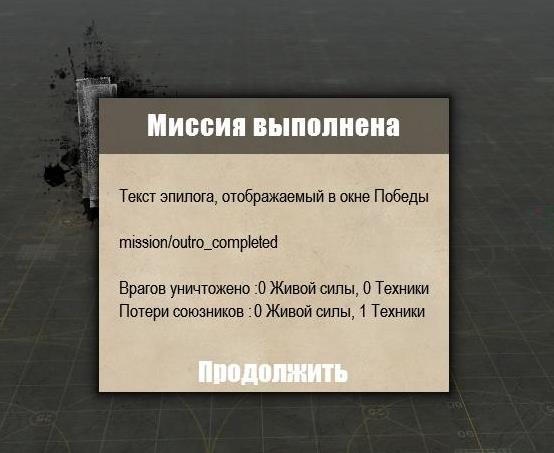 Миссия выполнена
Текст эпилога, отображаемый в окне Победы
mission/outro_completed
Врагов уничтожено :0 Живой силы, 0 Техники
Потери союзников :0 Живой силы, 1 Техники
Продолжить